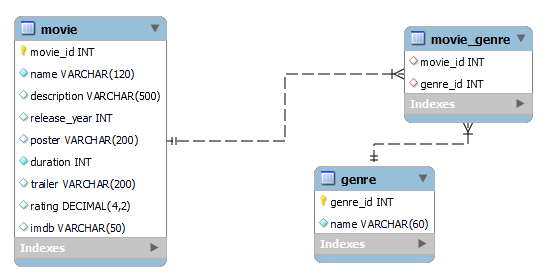 movie
movie_id INT
name VARCHAR(120)
description VARCHAR(500)
release_year INT
poster VARCHAR(200)
duration INT
trailer VARCHAR(200)
rating DECIMAL(4,2)
imdb VARCHAR(50)
Indexes
movie_genre
movie_id INT
genre_id INT
Indexes
genre
genre_id INT
name VARCHAR(60)
Indexes